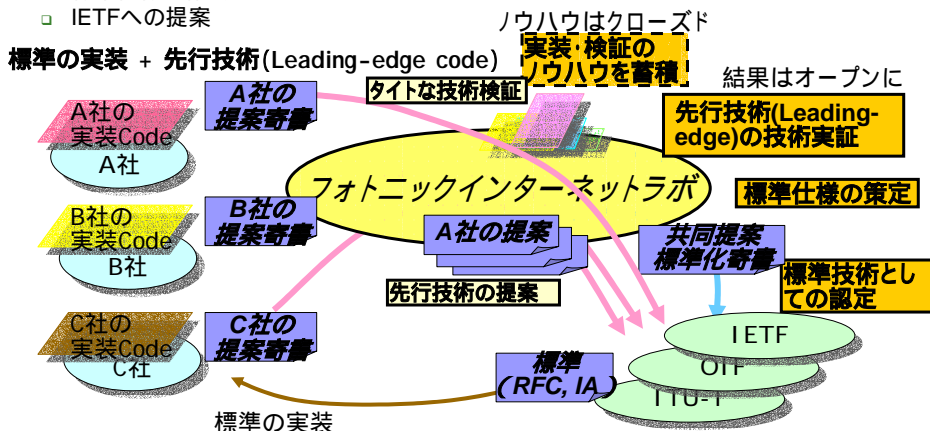 IETFへの提案
ノウハウはクローズド
標準の実装 + 先行技術(Leading-edge code)
実装・検証の
ノウハウを蓄積
結果はオープンに
A社の
実装Code
A社
A社の
提案寄書
タイトな技術検証
先行技術(Leading-
edge)の技術実証
フォトニックインターネットラボ
標準仕様の策定
B社の
実装Code
B社
B社の
提案寄書
A社の提案
共同提案
標準化寄書
先行技術の提案
標準技術とし
ての認定
C社の
実装Code
C社
C社の
提案寄書
標準
(RFC, IA )
IETF
OIF
ITU-T
標準の実装